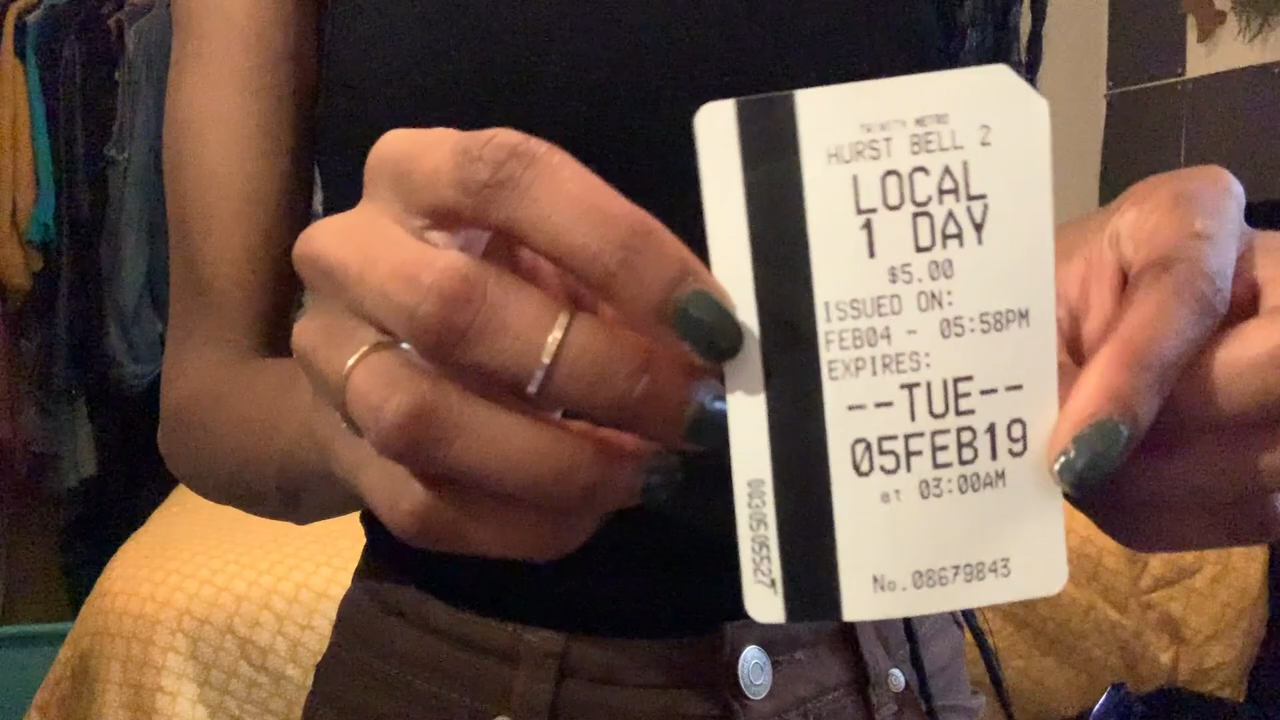 TRINITY METRO
HURST BELL 2
LOCAL
1 DAY
$5.00
ISSUED ON:
FEB04 - 05:58PM
EXPIRES:
--TUE--
05FEB19
at 03:00AM
No.08679843
0030505527